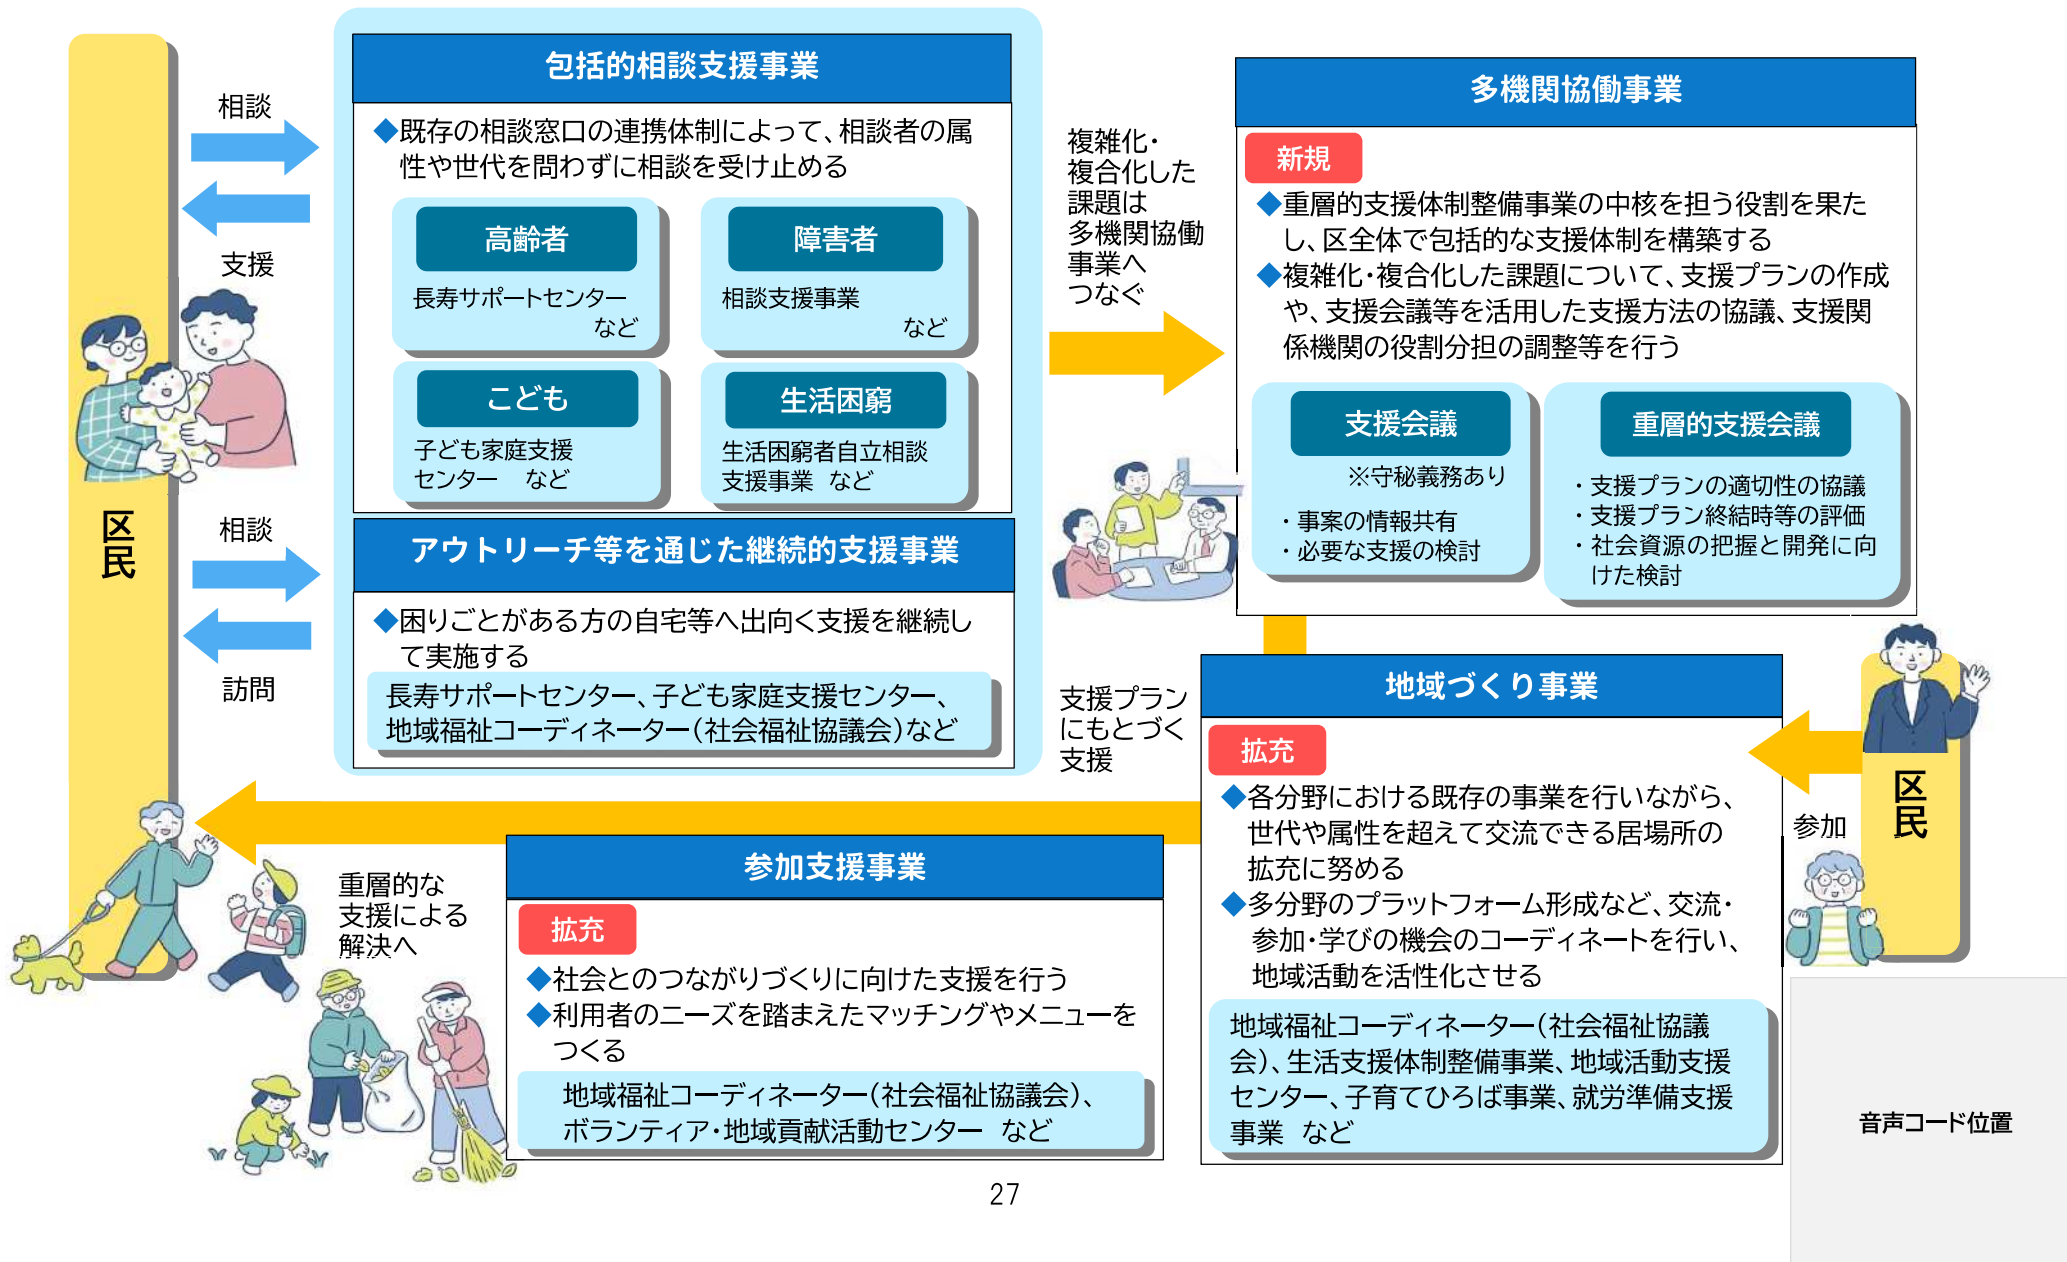 包括的相談支援事業
◆既存の相談窓口の連携体制によって、相談者の属
性や世代を問わずに相談を受け止める
高齢者
長寿サポートセンター
など
障害者
相談支援事業
など
こども
子ども家庭支援
センター　など
生活困窮
生活困窮者自立相談
支援事業　など
アウトリーチ等を通じた継続的支援事業
◆困りごとがある方の自宅等へ出向く支援を継続し
て実施する
長寿サポートセンター、子ども家庭支援センター、
地域福祉コーディネーター（社会福祉協議会）など
相談
支援
区民
相談
訪問
複雑化・
複合化した
課題は
多機関協働
事業へ
つなぐ
多機関協働事業
新規
◆重層的支援体制整備事業の中核を担う役割を果た
し、区全体で包括的な支援体制を構築する
◆複雑化・複合化した課題について、支援プランの作成
や、支援会議等を活用した支援方法の協議、支援関
係機関の役割分担の調整等を行う
支援会議
※守秘義務あり
・事案の情報共有
・必要な支援の検討
重層的支援会議
・支援プランの適切性の協議
・支援プラン終結時等の評価
・社会資源の把握と開発に向
けた検討
支援プラン
にもとづく
支援
地域づくり事業
拡充
◆各分野における既存の事業を行いながら、
世代や属性を超えて交流できる居場所の
拡充に努める
◆多分野のプラットフォーム形成など、交流・
参加・学びの機会のコーディネートを行い、
地域活動を活性化させる
地域福祉コーディネーター（社会福祉協議
会）、生活支援体制整備事業、地域活動支援
センター、子育てひろば事業、就労準備支援
事業　など
参加
区民
重層的な
支援による
解決へ
参加支援事業
拡充
◆社会とのつながりづくりに向けた支援を行う
◆利用者のニーズを踏まえたマッチングやメニューを
つくる
地域福祉コーディネーター（社会福祉協議会）、
ボランティア・地域貢献活動センター　など
音声コード位置
27